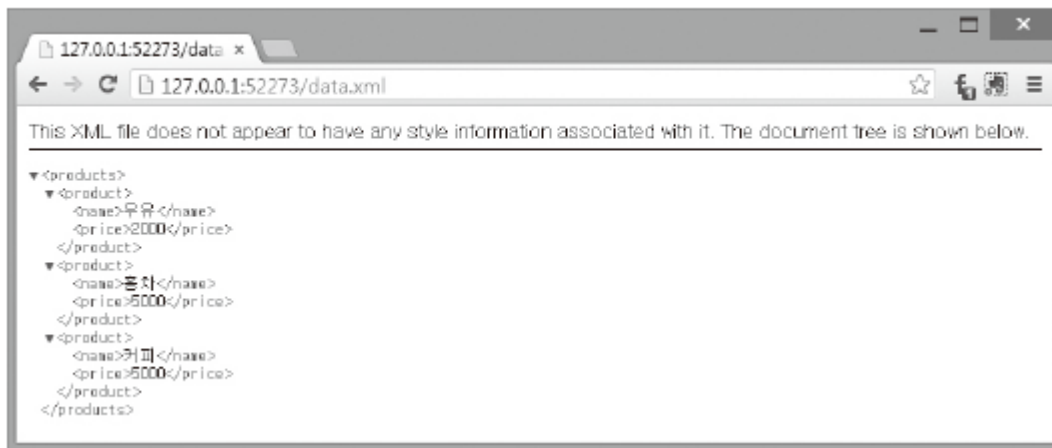 127.0.0.1:52273/data
127.0.0.1:52273/data.xml
This XML file does not appear to have any style information associated with it. The document tree is shown below.
▼<products>
▼<product>
<name>우유</name>
<price>2000</price>
</product>
▼<product>
<name>홍차</name>
<price>5000</price>
</product>
▼<product>
<name>커피</name>
<price>5000</price>
</product>
</products>